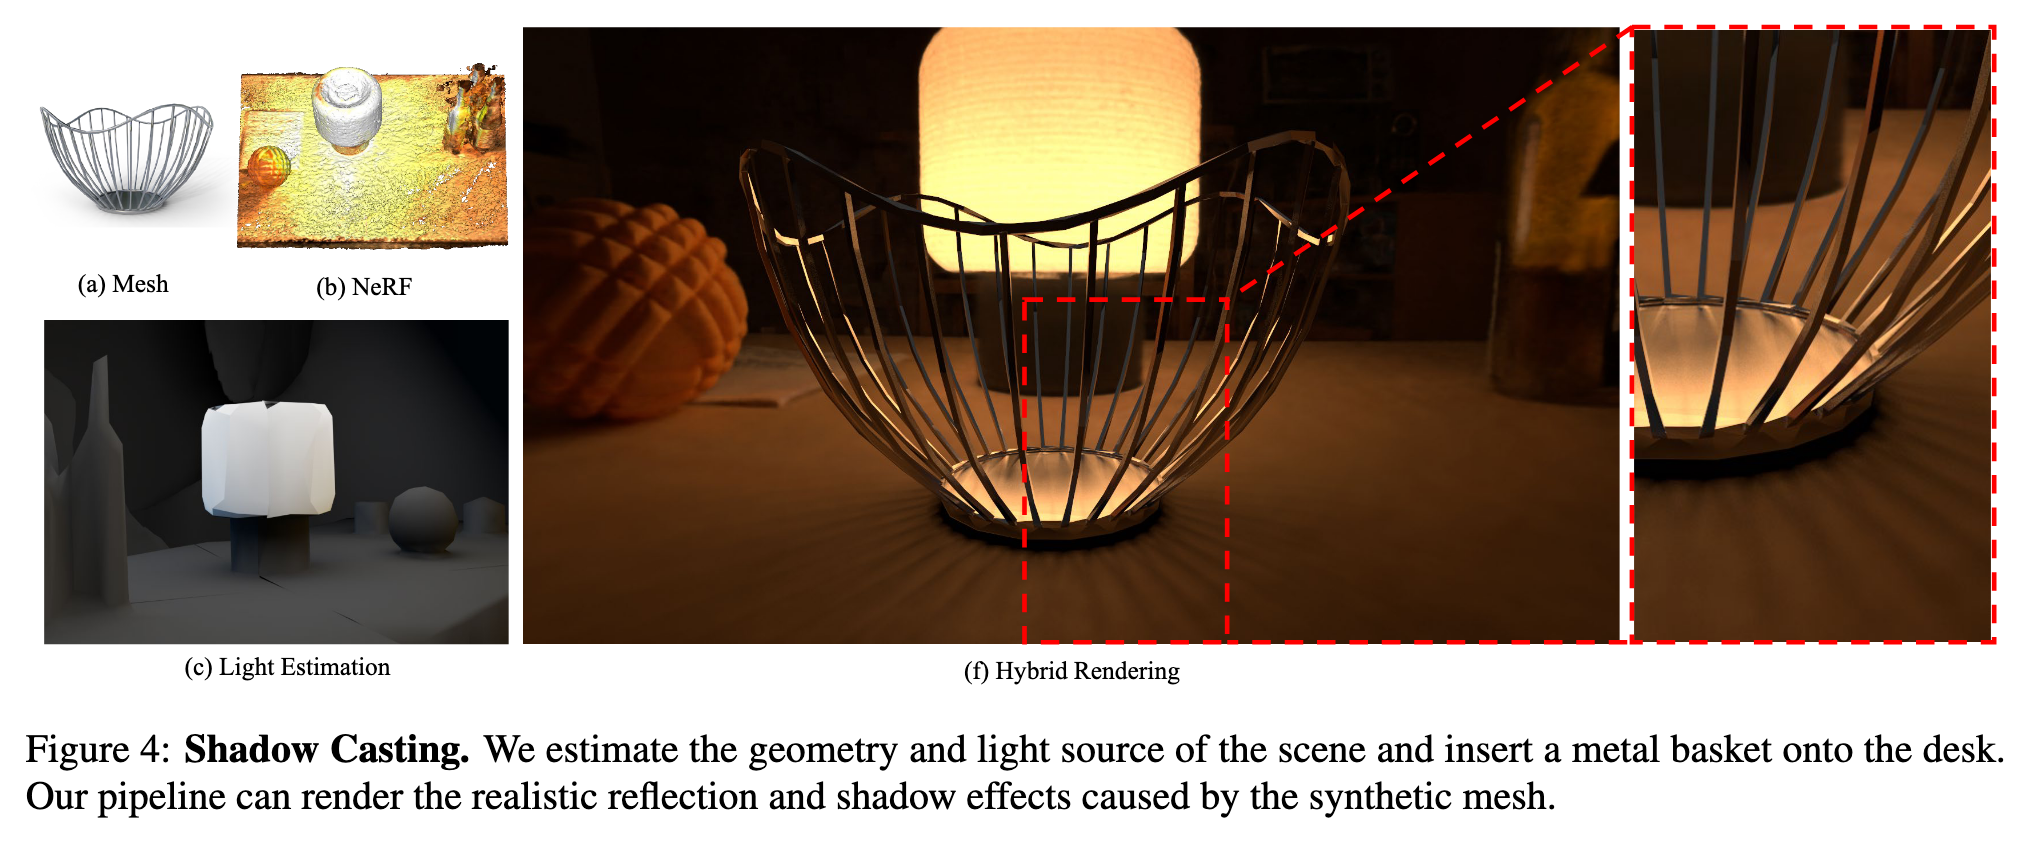 (a) Mesh
(b) NeRF
(c) Light Estimation
(f) Hybrid Rendering
Figure 4: Shadow Casting. We estimate the geometry and light source of the scene and insert a metal basket onto the desk.
Our pipeline can render the realistic reflection and shadow effects caused by the synthetic mesh.